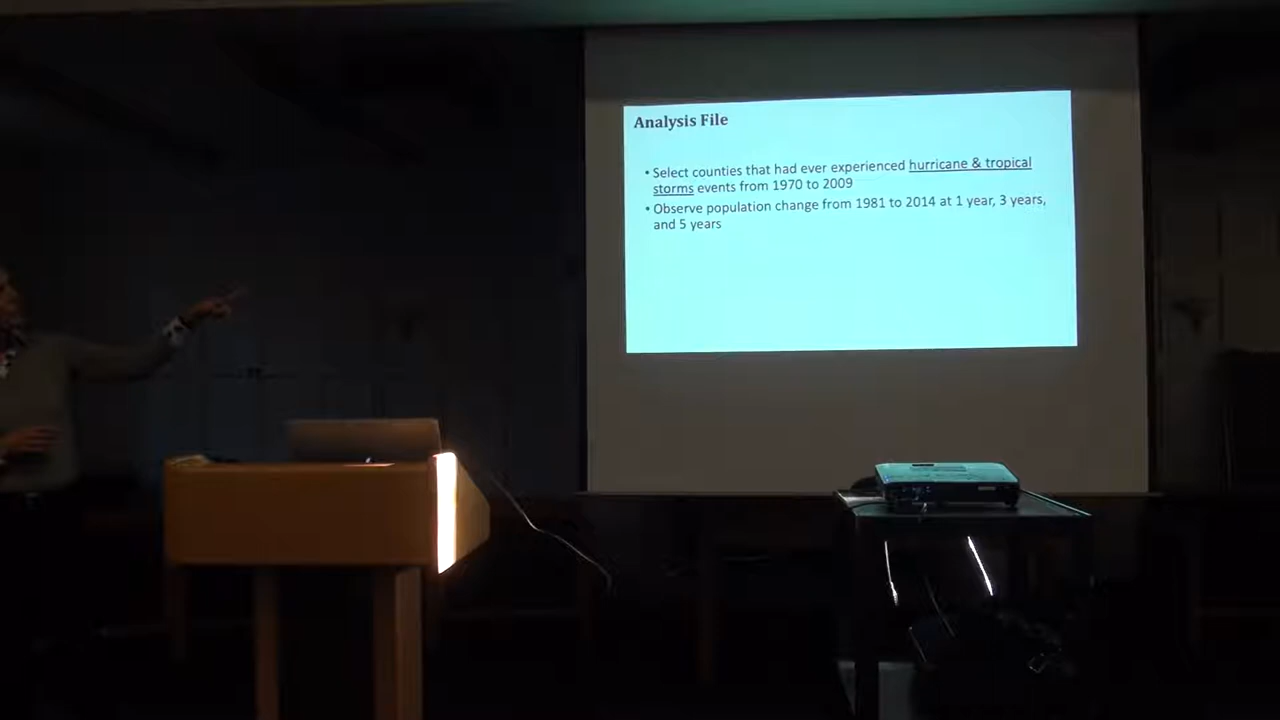 Analysis File
• Select counties that had ever experienced hurricane & tropical
storms events from 1970 to 2009
• Observe population change from 1981 to 2014 at 1 year, 3 years,
and 5 years